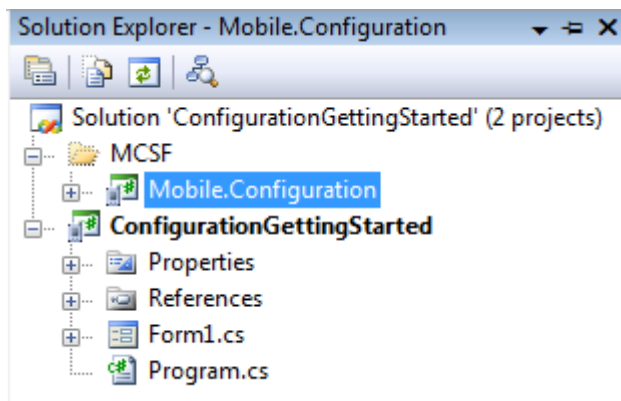 Solution Explorer - Mobile.Configuration
Solution 'ConfigurationGettingStarted' (2 projects)
MCSF
Mobile.Configuration
ConfigurationGettingStarted
Properties
References
Form1.cs
Program.cs